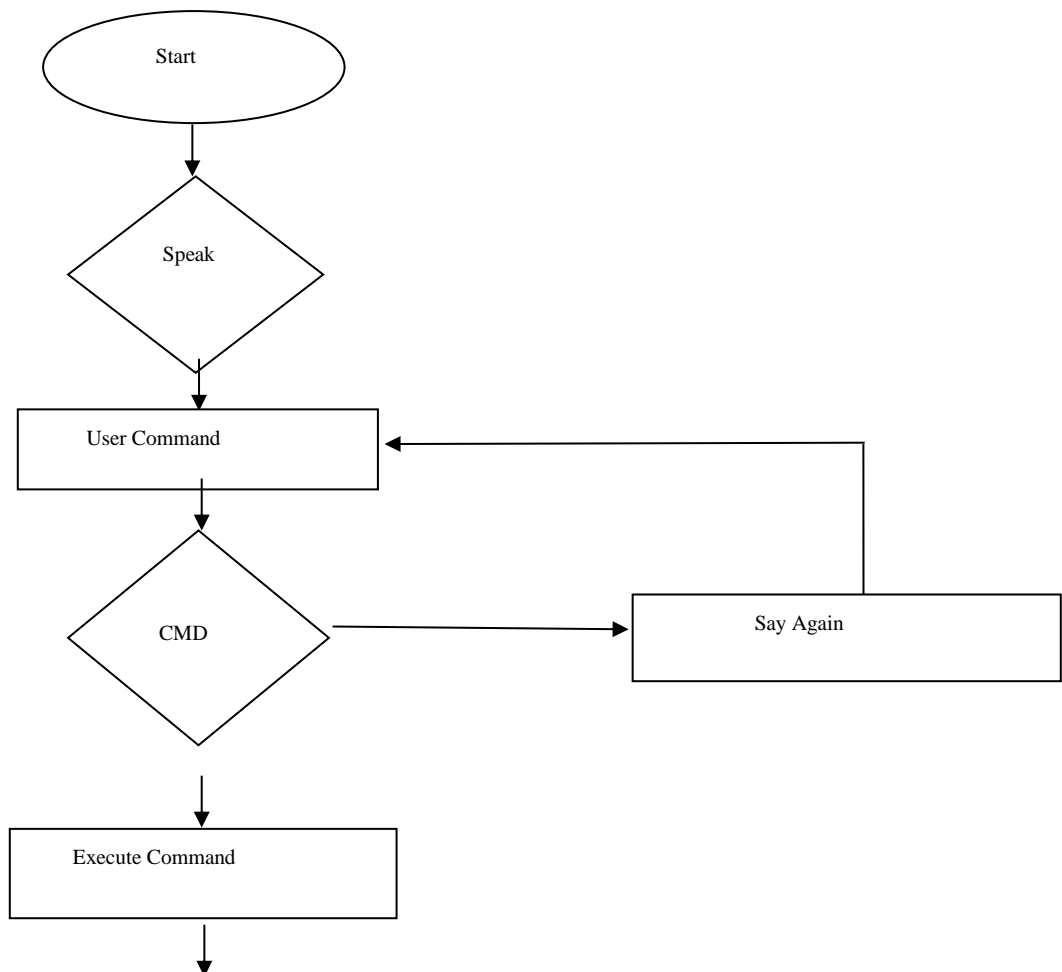 Start
Speak
User Command
CMD
Say Again
Execute Command